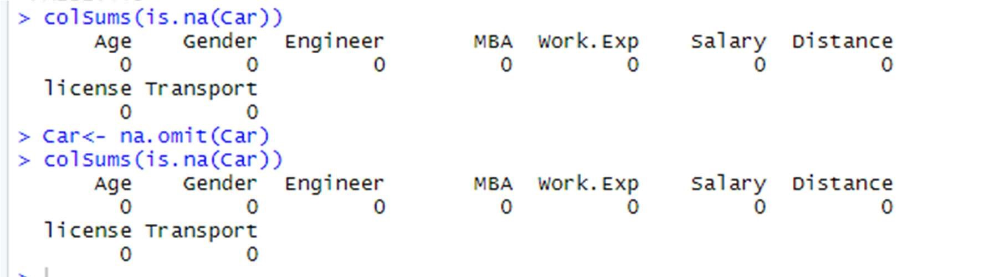 > colSums(is.na(Car))
Age Gender Engineer MBA Work.Exp Salary Distance
0 0 0 0 0 0 0
license Transport
0 0
> Car<- na.omit(Car)
> colSums(is.na(Car))
Age Gender Engineer MBA Work.Exp Salary Distance
0 0 0 0 0 0 0
license Transport
0 0
>